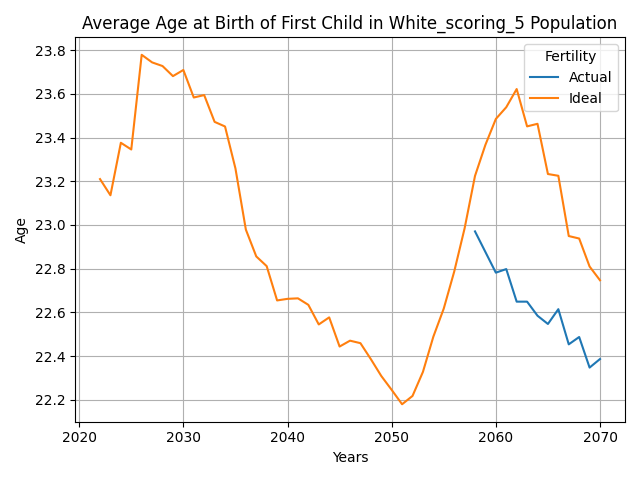 Average Age at Birth of First Child in White_scoring_5 Population
Fertility
Actual
Ideal
Age
23.8
23.6
23.4
23.2
23.0
22.8
22.6
22.4
22.2
2020 2030 2040 2050 2060 2070
Years